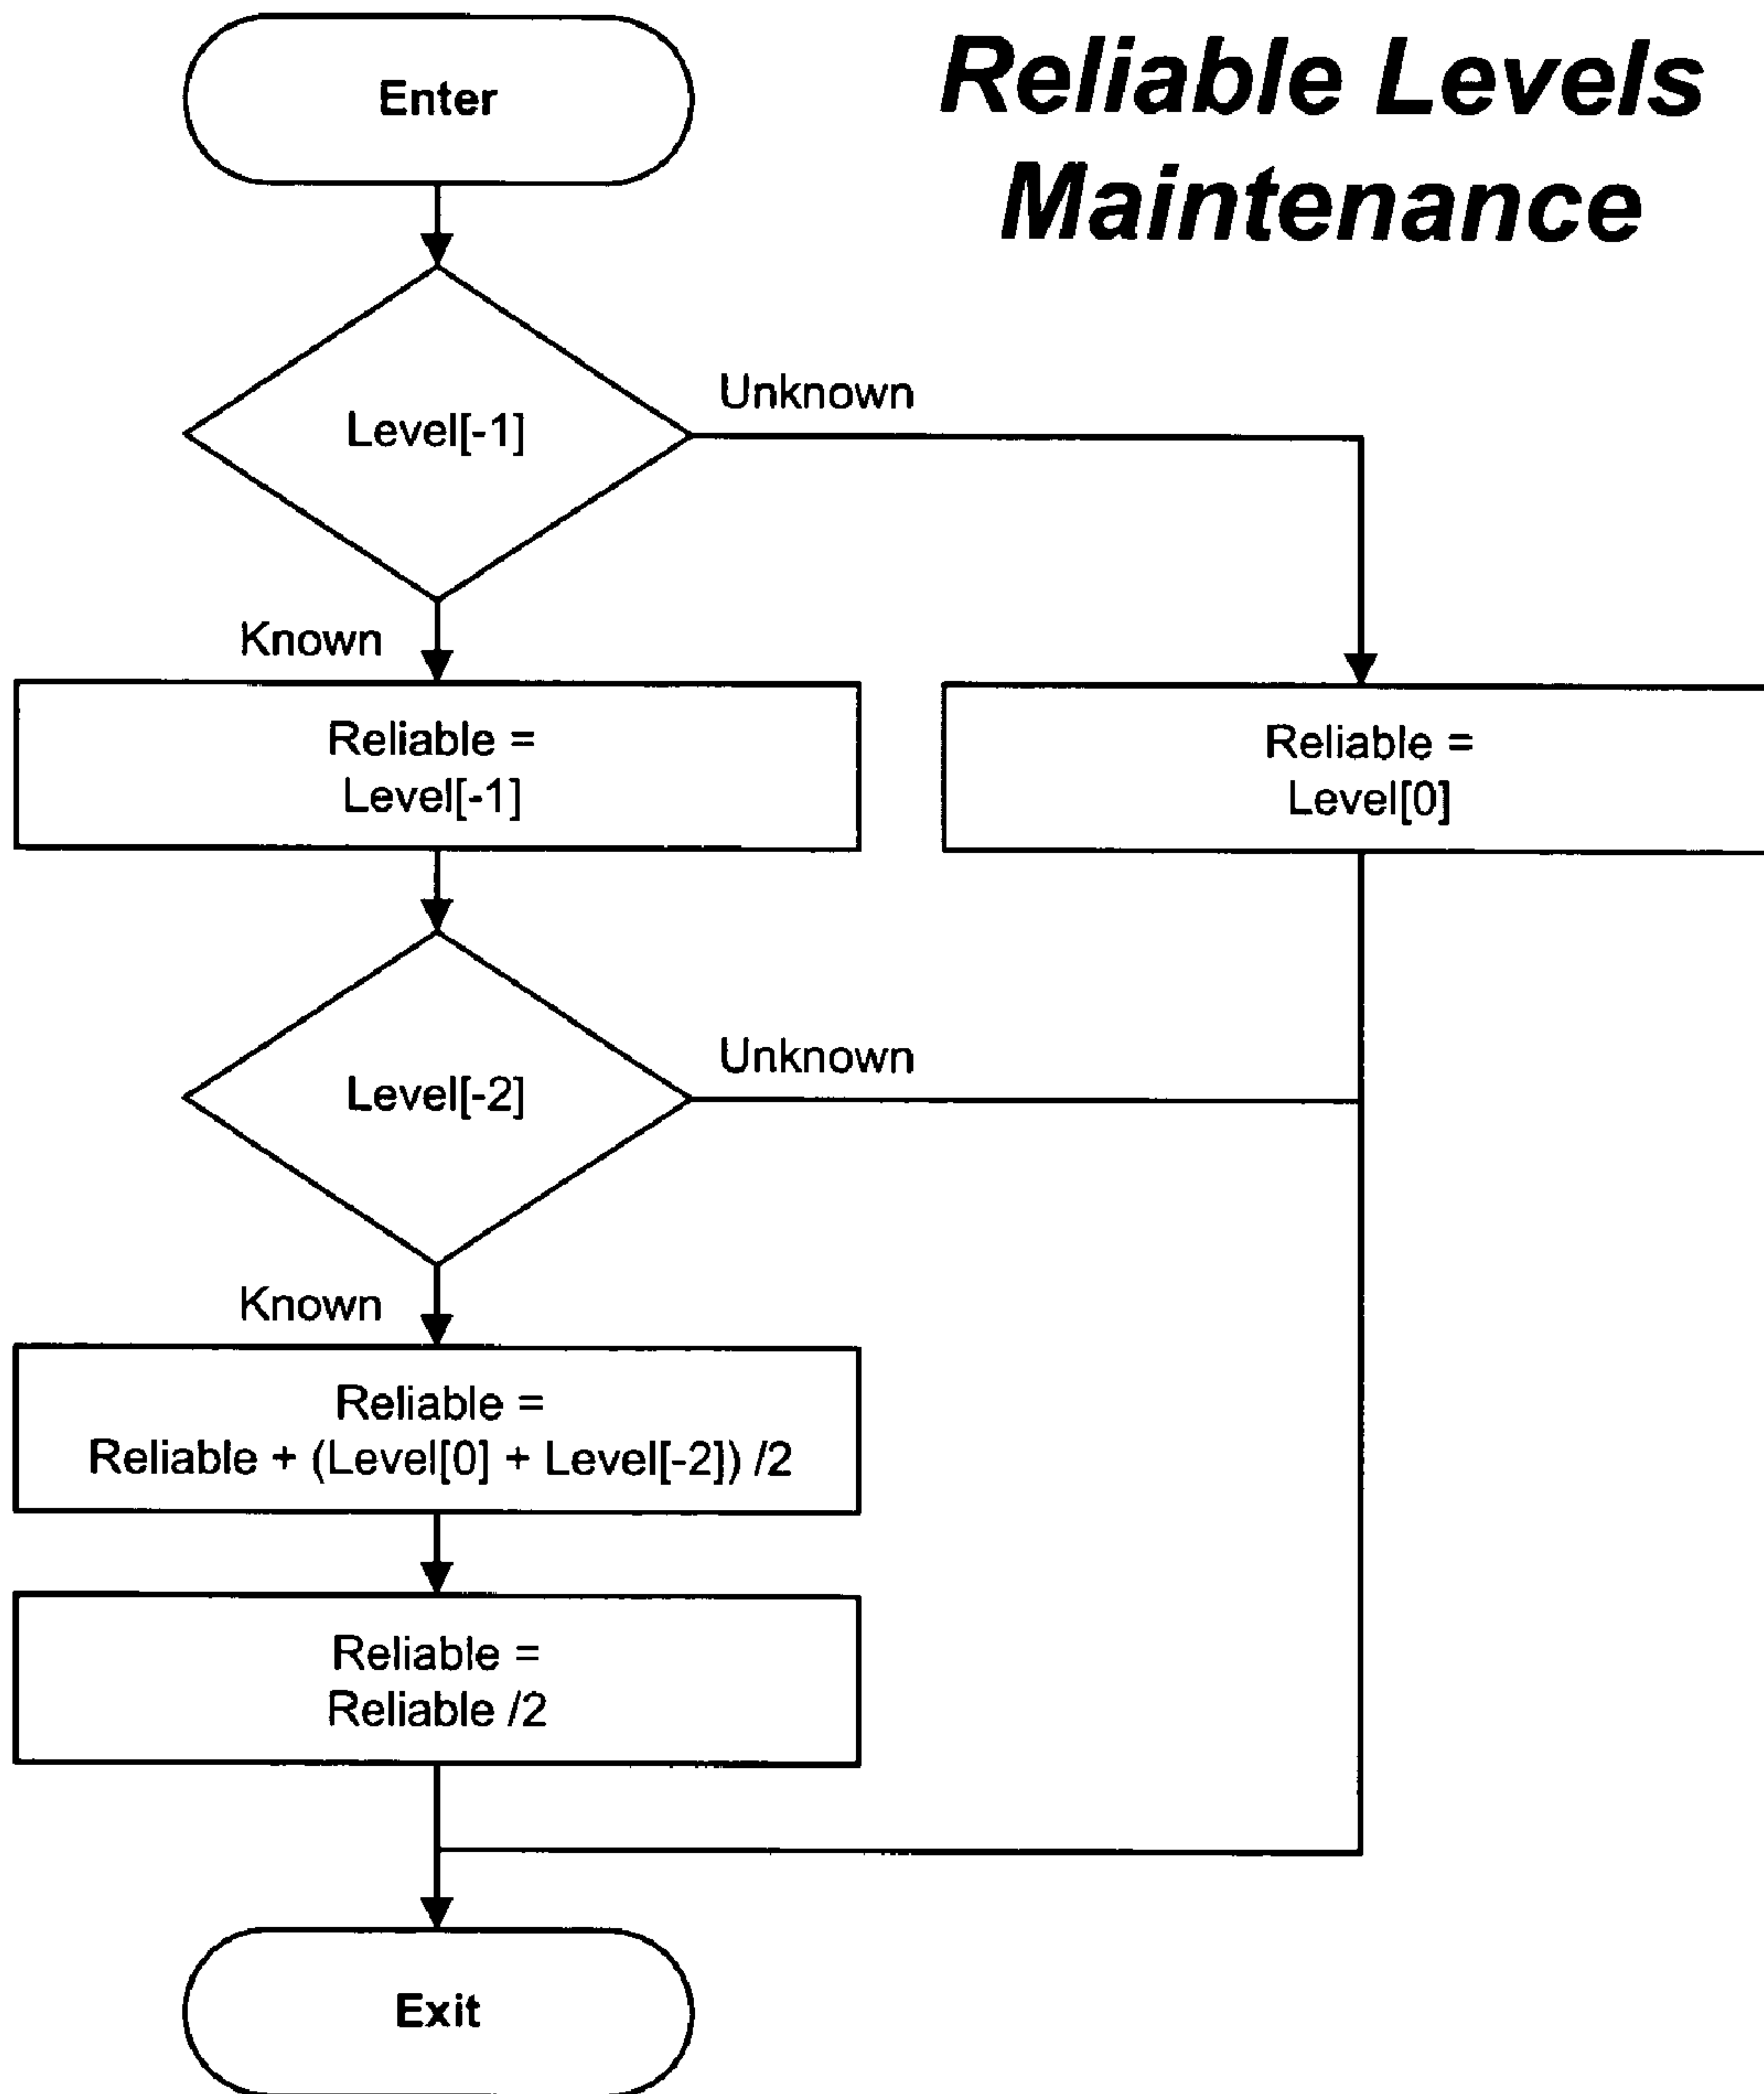 Reliable Levels
Maintenance
Enter
Level[-1]
Unknown
Known
Reliable =
Level[-1]
Reliable =
Level[0]
Level[-2]
Unknown
Known
Reliable =
Reliable + (Level[0] + Level[-2]) /2
Reliable =
Reliable /2
Exit